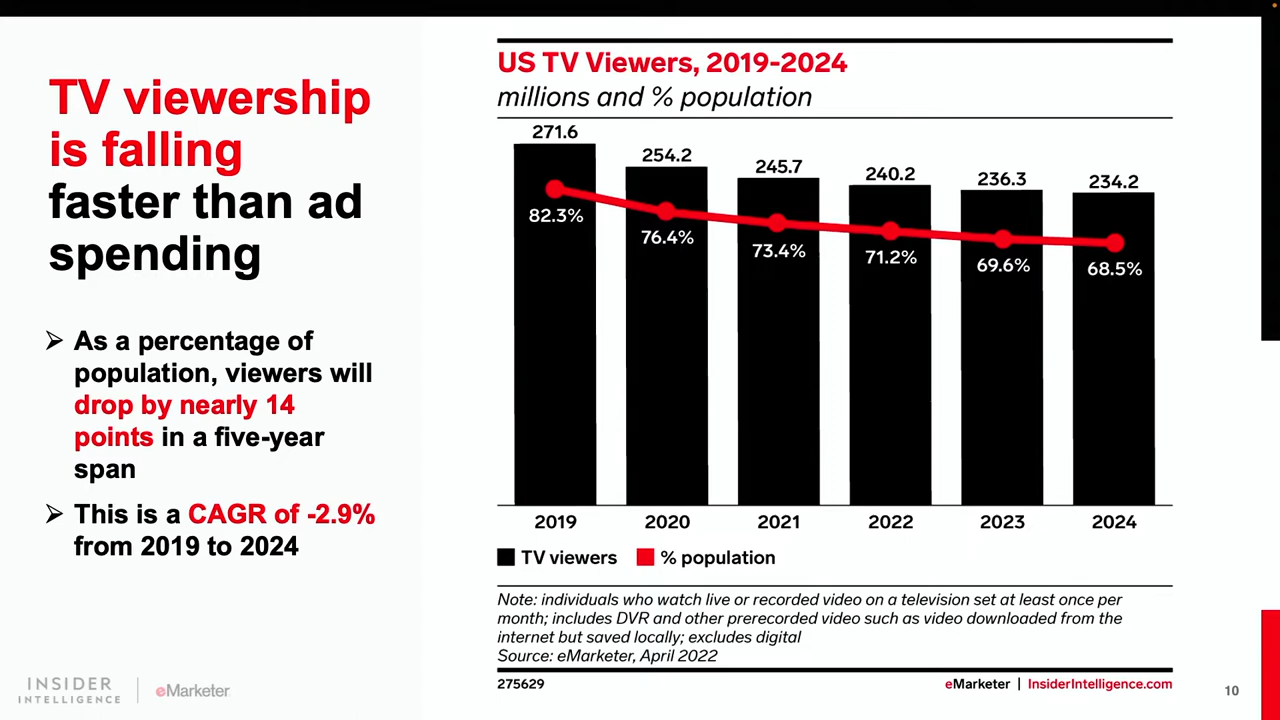 TV viewership
is falling
faster than ad
spending
➢ As a percentage of
population, viewers will
drop by nearly 14
points in a five-year
span
➢ This is a CAGR of -2.9%
from 2019 to 2024
INSIDER
INTELLIGENCE
eMarketer
US TV Viewers, 2019-2024
millions and % population
271.6
254.2
245.7
240.2
236.3
234.2
82.3%
76.4%
73.4%
71.2%
69.6%
68.5%
2019 2020 2021 2022 2023 2024
TV viewers % population
Note: individuals who watch live or recorded video on a television set at least once per
month; includes DVR and other prerecorded video such as video downloaded from the
internet but saved locally; excludes digital
Source: eMarketer, April 2022
275629 eMarketer | InsiderIntelligence.com
10